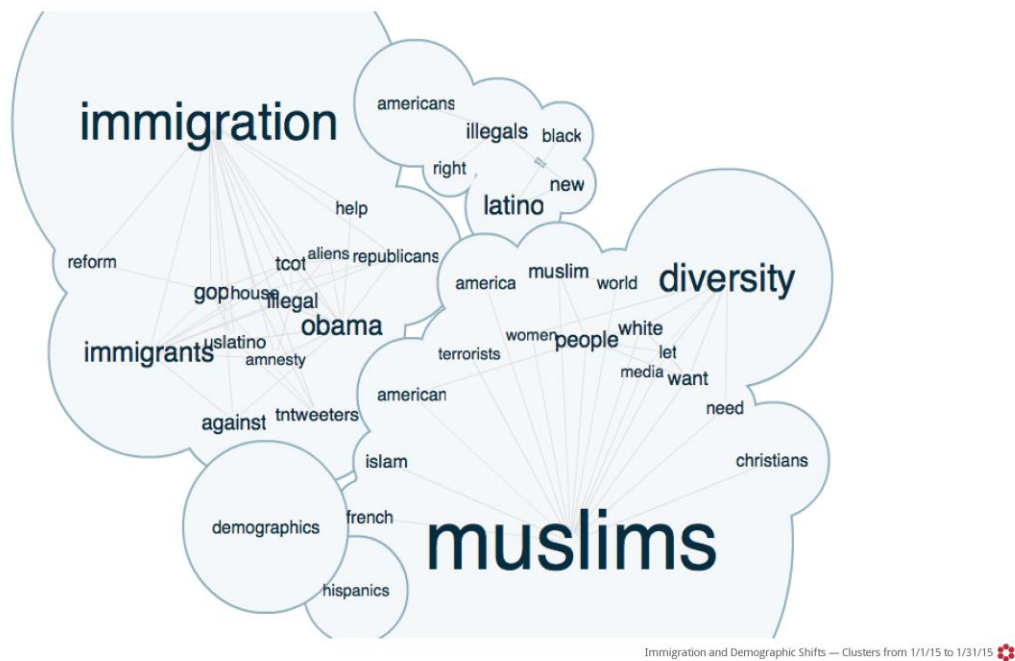 immigration
americans
illegals
black
right
new
latino
help
reform
tcot
aliens
republicans
gop
house
illegal
obama
immigrants
uslatino
amnesty
against
tntweeters
america
muslim
world
diversity
women
people
white
terrorists
let
media
want
american
need
islam
christians
demographics
french
muslims
hispanics
Immigration and Demographic Shifts — Clusters from 1/1/15 to 1/31/15